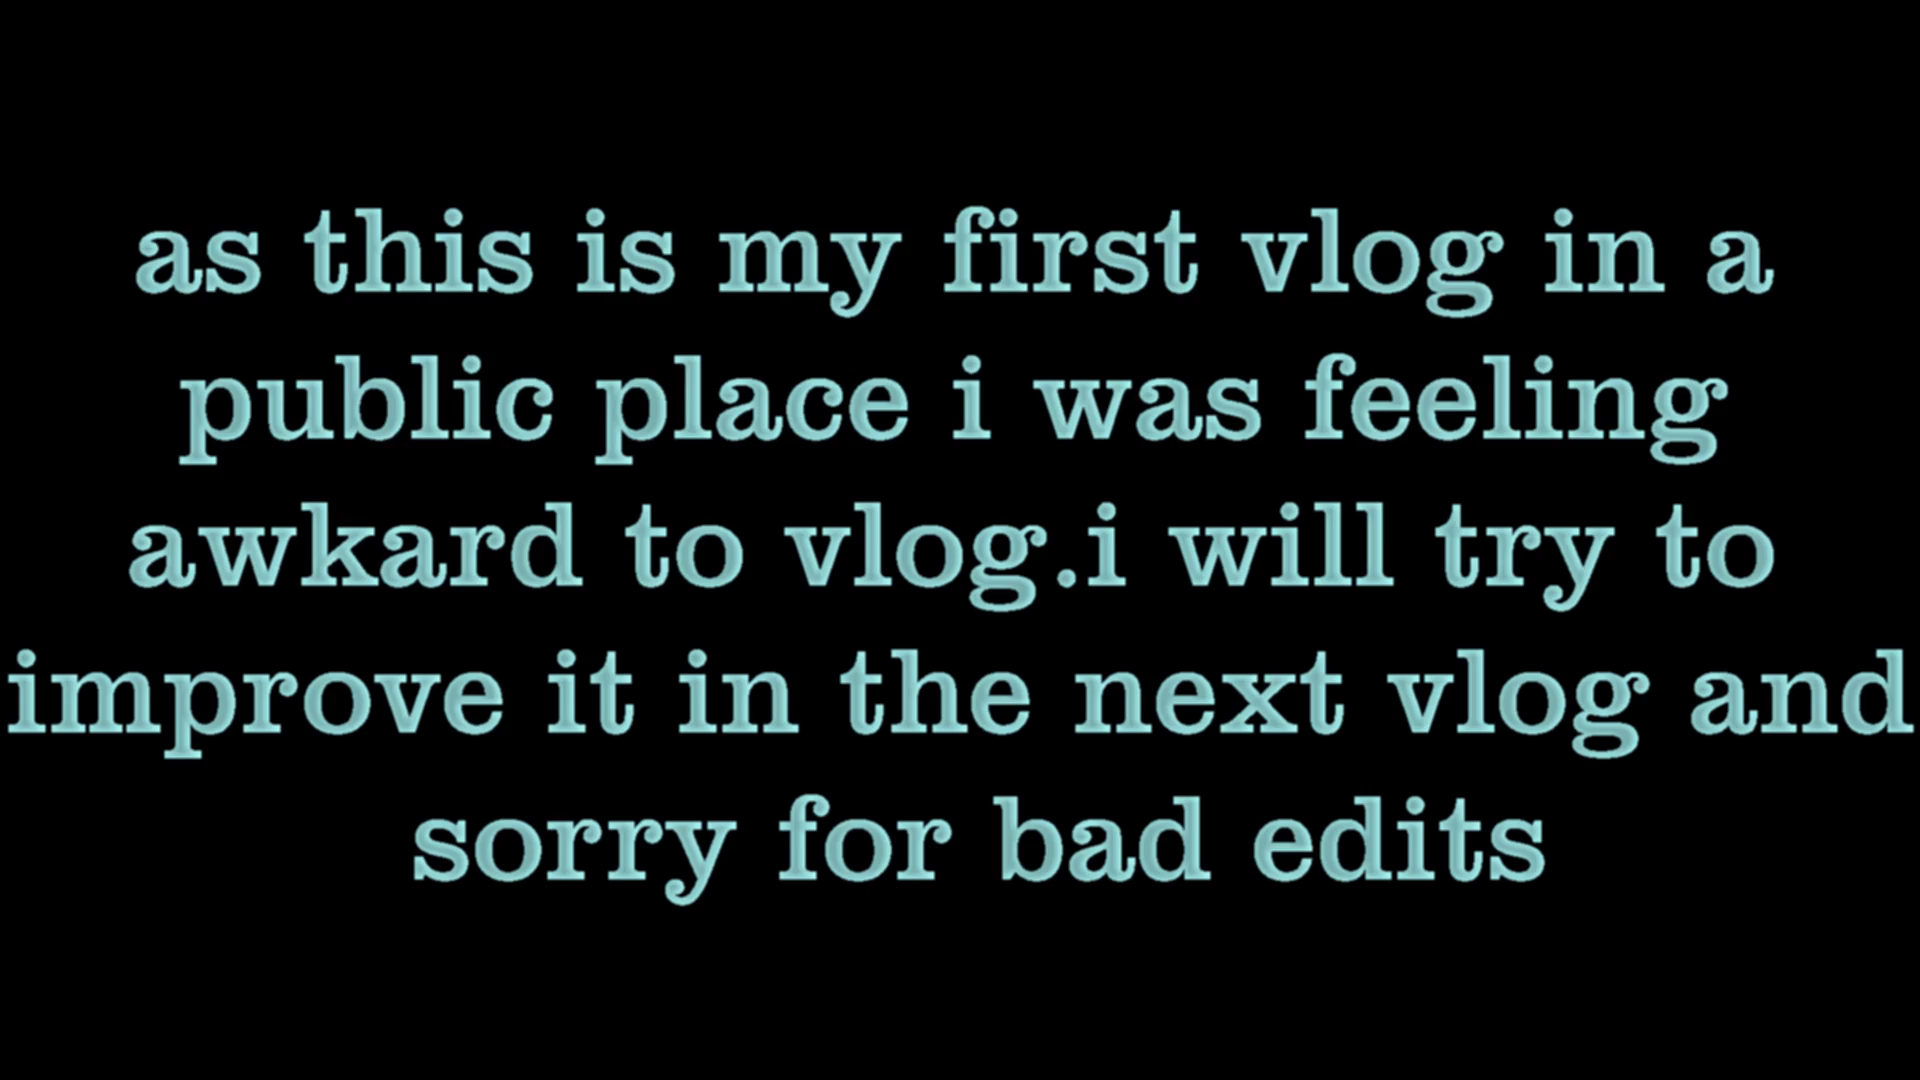 as this is my first vlog in a
public place i was feeling
awkard to vlog.i will try to
improve it in the next vlog and
sorry for bad edits